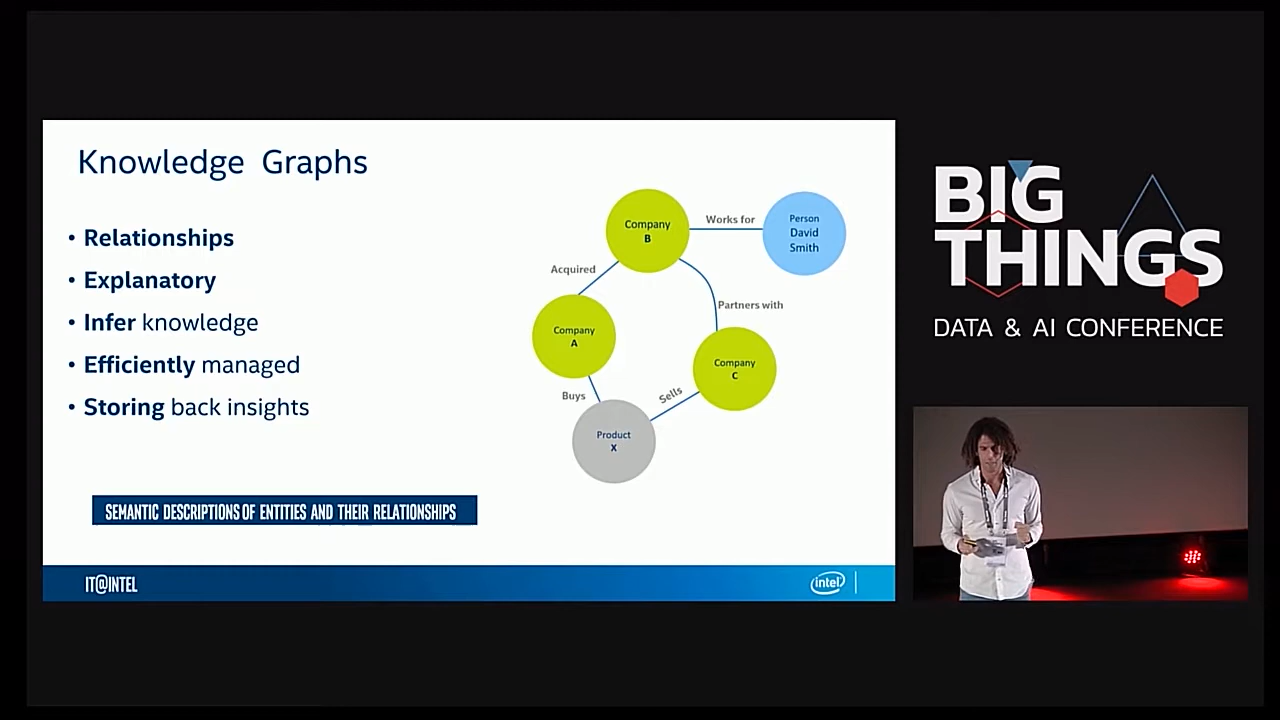 Knowledge Graphs
• Relationships
• Explanatory
• Infer knowledge
• Efficiently managed
• Storing back insights
SEMANTIC DESCRIPTIONS OF ENTITIES AND THEIR RELATIONSHIPS
Company
B
Works for
Person
David
Smith
Acquired
Partners with
Company
A
Company
C
Buys
Sells
Product
X
IT@INTEL
intel
BIG
THINGS
DATA & AI CONFERENCE